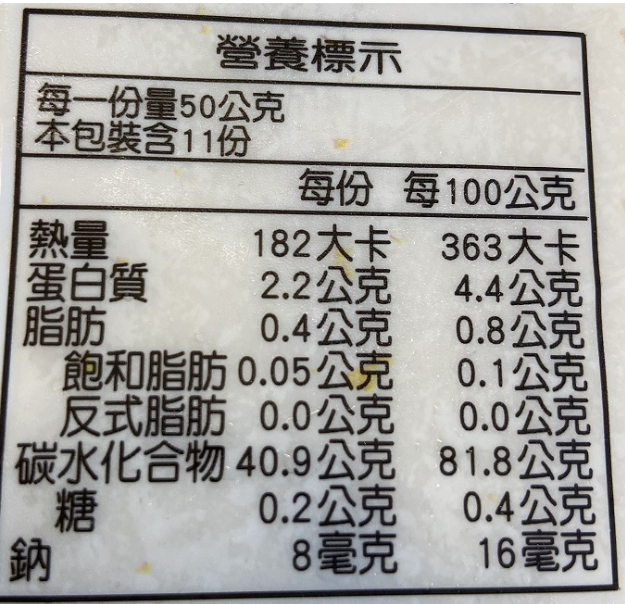 營養標示
每一份量50公克
本包裝含11份
每份 每100公克
熱量 182大卡 363大卡
蛋白質 2.2公克 4.4公克
脂肪 0.4公克 0.8公克
飽和脂肪 0.05公克 0.1公克
反式脂肪 0.0公克 0.0公克
碳水化合物 40.9公克 81.8公克
糖 0.2公克 0.4公克
鈉 8毫克 16毫克